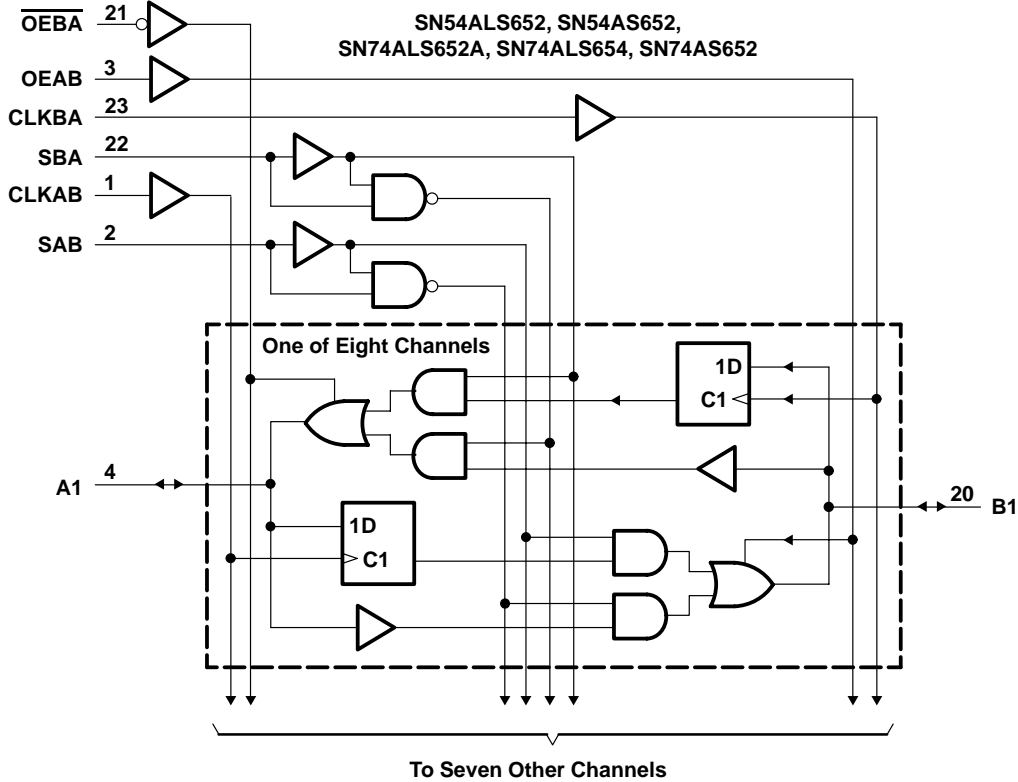 OEBA 21
SN54ALS652, SN54AS652,
SN74ALS652A, SN74ALS654, SN74AS652
OEAB 3
CLKBA 23
SBA 22
CLKAB 1
SAB 2
One of Eight Channels
1D
C1
A1 4
20 B1
1D
C1
To Seven Other Channels